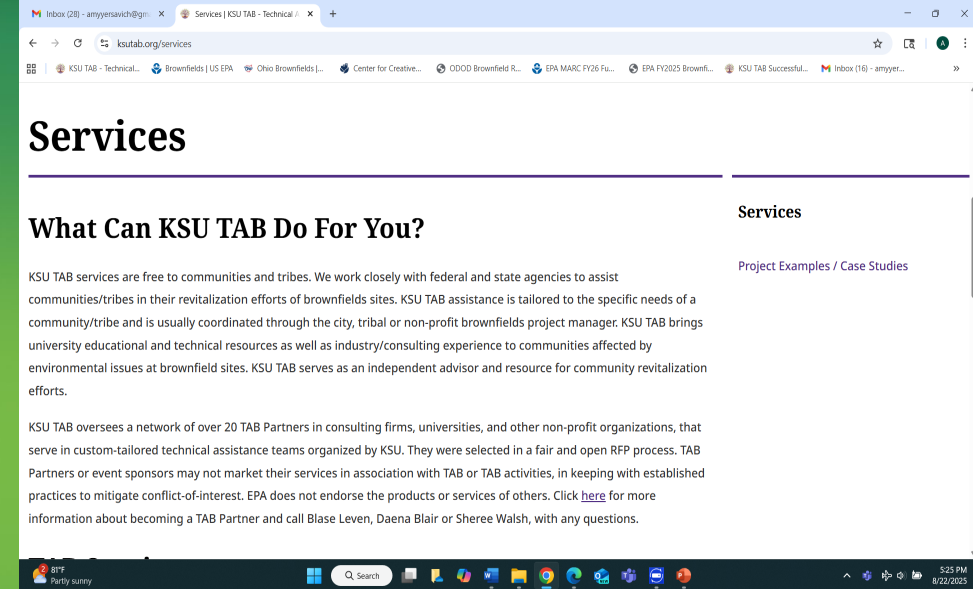 Inbox (28) - amyyersavich@gm
Services | KSU TAB - Technical A
ksutab.org/services
A
KSU TAB - Technical...
Brownfields | US EPA
Ohio Brownfields |...
Center for Creative...
ODOD Brownfield R...
EPA MARC FY26 Fu...
EPA FY2025 Brownfi...
KSU TAB Successful...
Inbox (16) - amyyer...
Services
What Can KSU TAB Do For You?
KSU TAB services are free to communities and tribes. We work closely with federal and state agencies to assist
communities/tribes in their revitalization efforts of brownfields sites. KSU TAB assistance is tailored to the specific needs of a
community/tribe and is usually coordinated through the city, tribal or non-profit brownfields project manager. KSU TAB brings
university educational and technical resources as well as industry/consulting experience to communities affected by
environmental issues at brownfield sites. KSU TAB serves as an independent advisor and resource for community revitalization
efforts.
KSU TAB oversees a network of over 20 TAB Partners in consulting firms, universities, and other non-profit organizations, that
serve in custom-tailored technical assistance teams organized by KSU. They were selected in a fair and open RFP process. TAB
Partners or event sponsors may not market their services in association with TAB or TAB activities, in keeping with established
practices to mitigate conflict-of-interest. EPA does not endorse the products or services of others. Click here for more
information about becoming a TAB Partner and call Blase Leven, Daena Blair or Sheree Walsh, with any questions.
Services
Project Examples / Case Studies
2
81°F
Partly sunny
Search
5:25 PM
8/22/2025